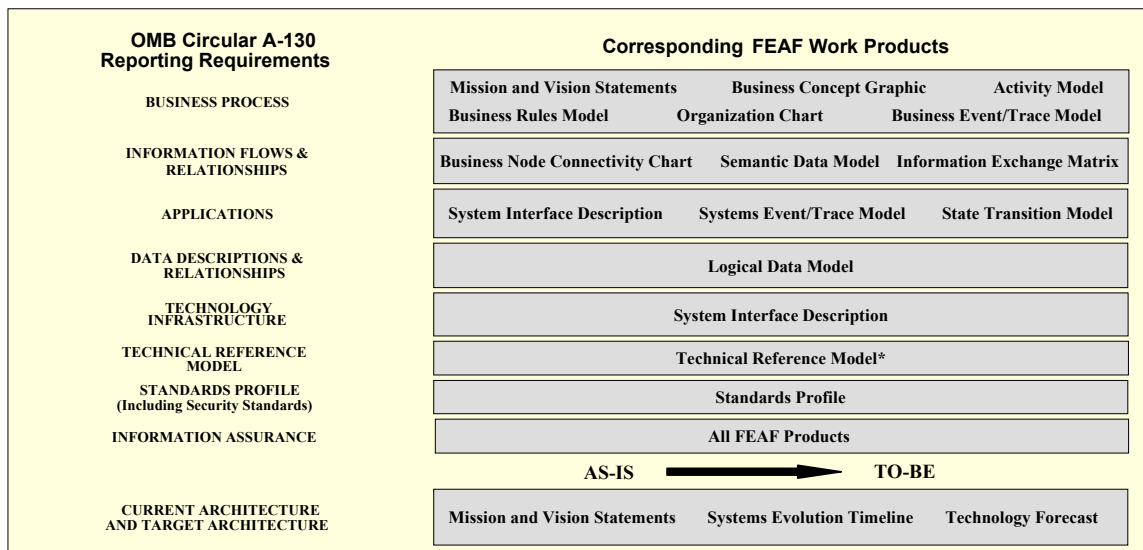 OMB Circular A-130
Reporting Requirements
Corresponding FEAF Work Products
BUSINESS PROCESS
Mission and Vision Statements Business Concept Graphic Activity Model
Business Rules Model Organization Chart Business Event/Trace Model
INFORMATION FLOWS &
RELATIONSHIPS
Business Node Connectivity Chart Semantic Data Model Information Exchange Matrix
APPLICATIONS
System Interface Description Systems Event/Trace Model State Transition Model
DATA DESCRIPTIONS &
RELATIONSHIPS
Logical Data Model
TECHNOLOGY
INFRASTRUCTURE
System Interface Description
TECHNICAL REFERENCE
MODEL
Technical Reference Model*
STANDARDS PROFILE
(Including Security Standards)
Standards Profile
INFORMATION ASSURANCE
All FEAF Products
AS-IS TO-BE
CURRENT ARCHITECTURE
AND TARGET ARCHITECTURE
Mission and Vision Statements Systems Evolution Timeline Technology Forecast